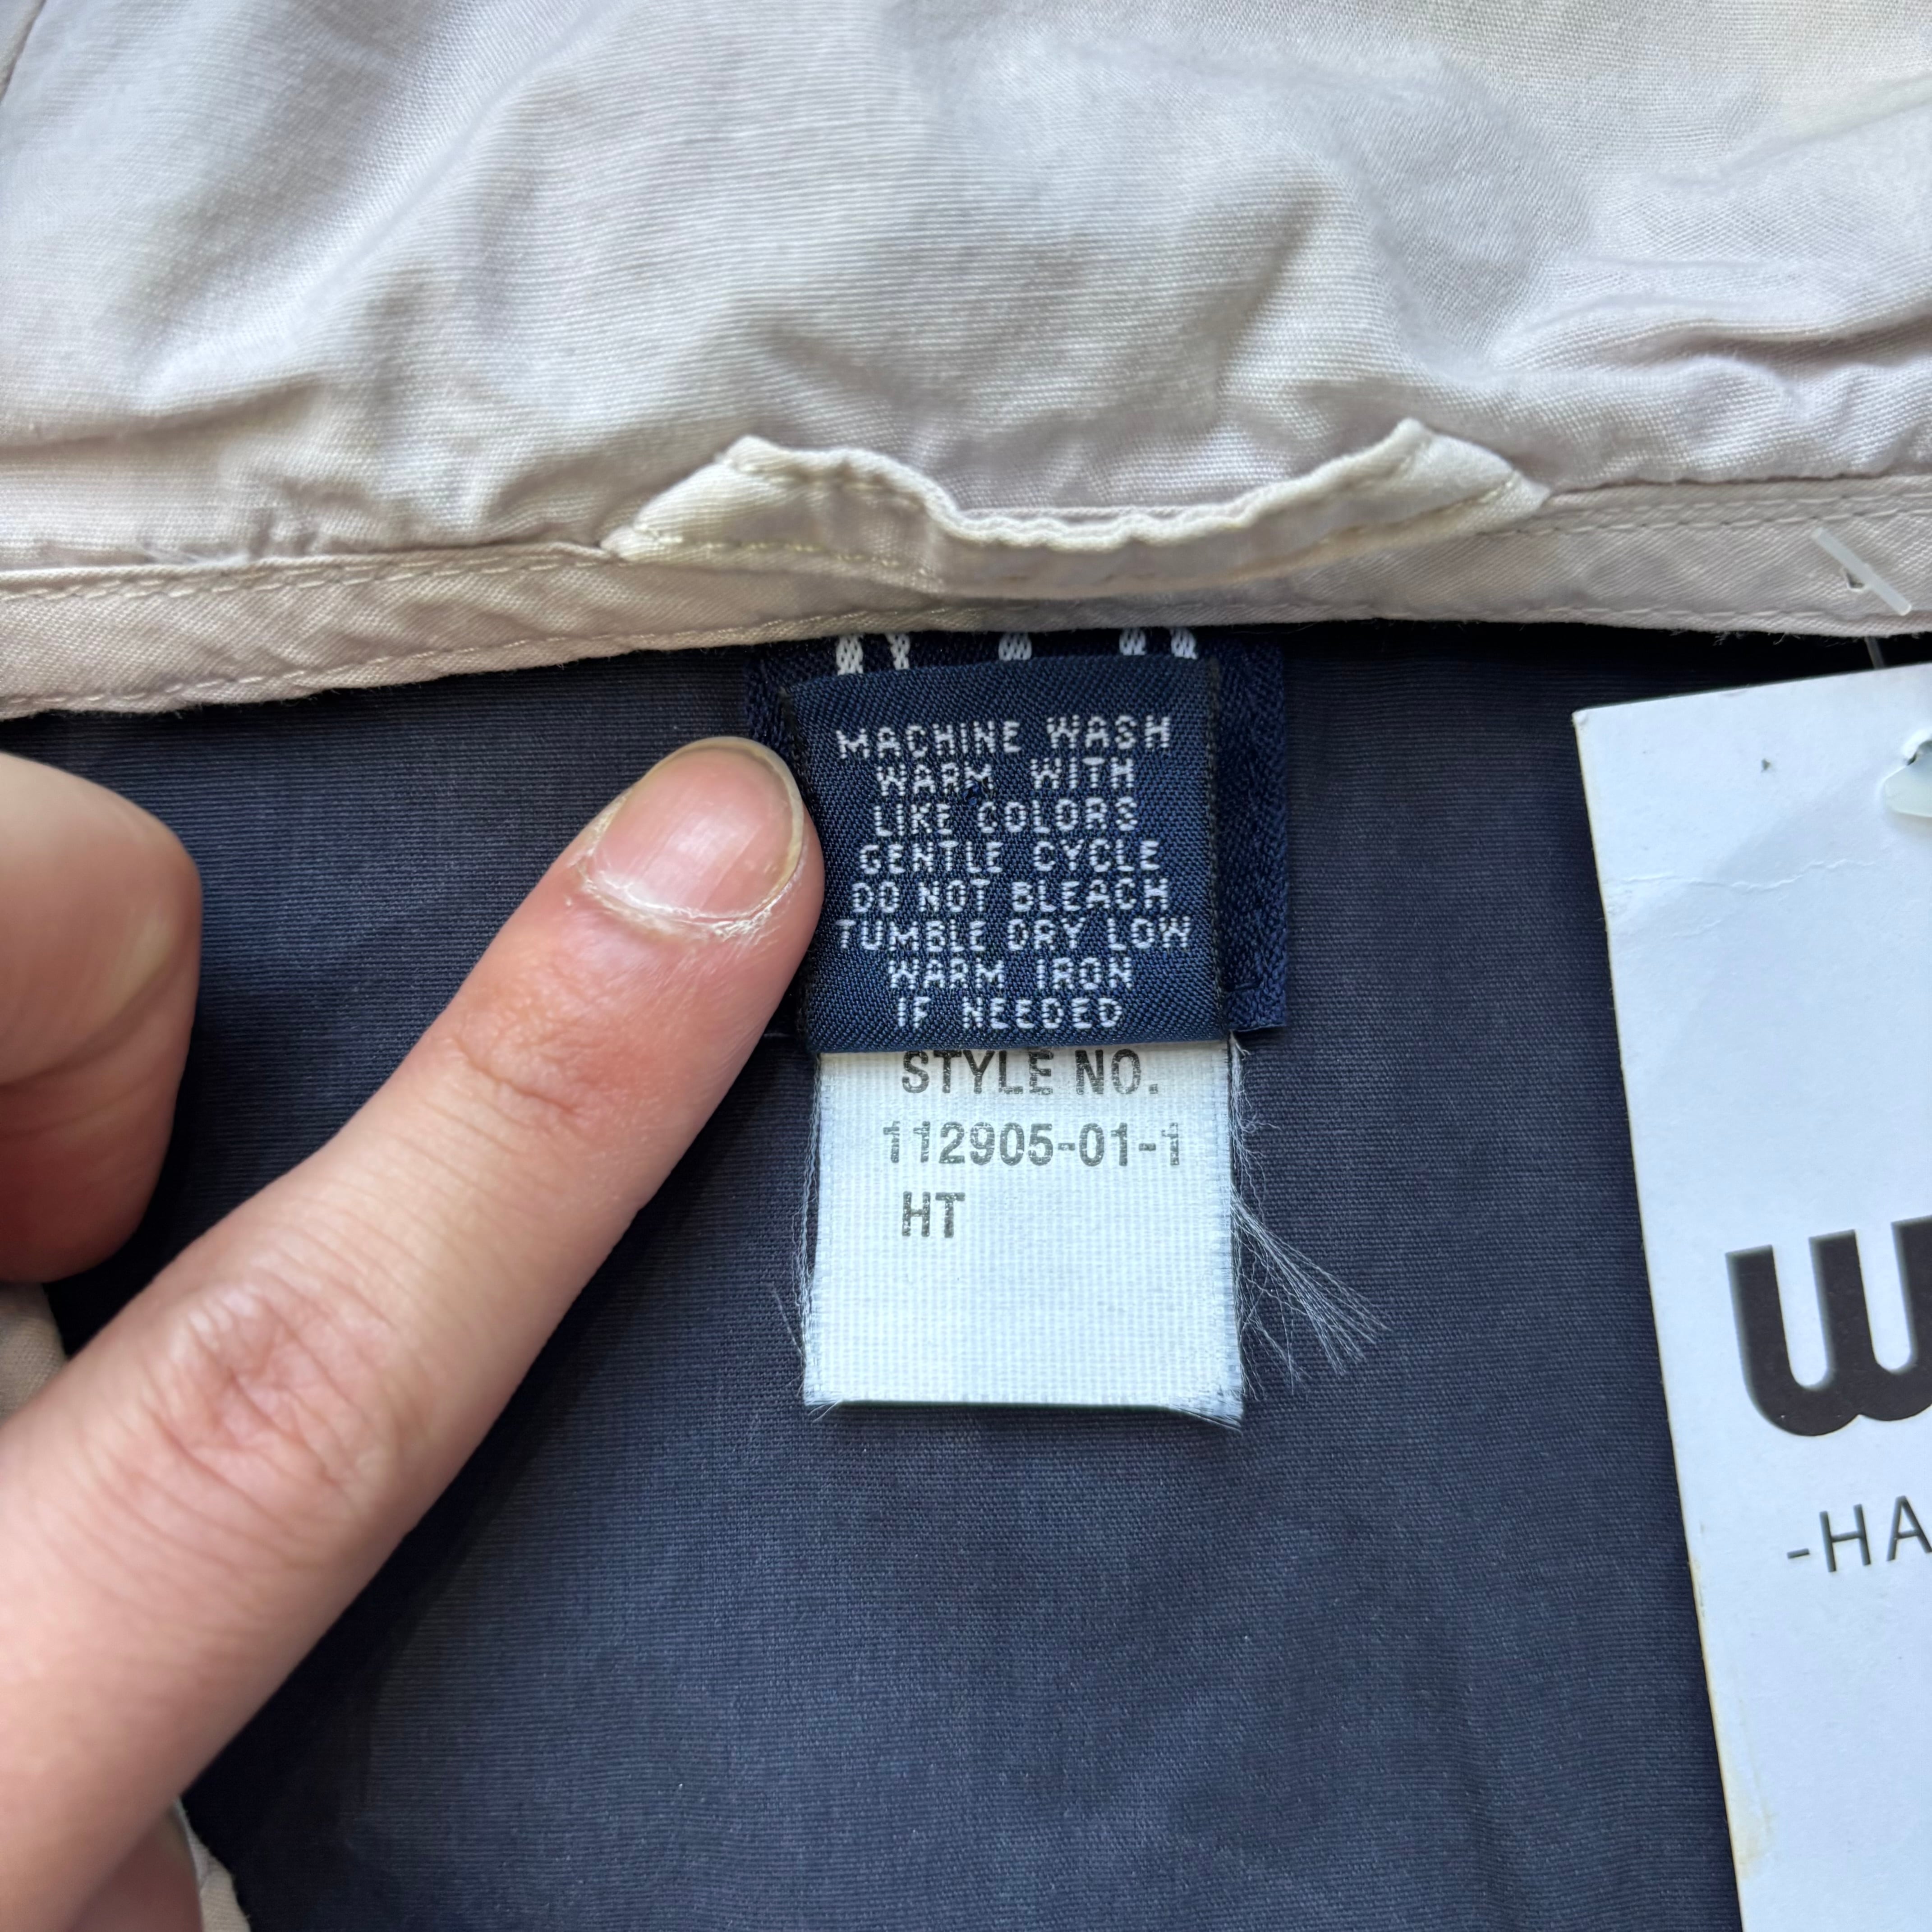 MACHINE WASH
WARM WITH
LIKE COLORS
GENTLE CYCLE
DO NOT BLEACH
TUMBLE DRY LOW
WARM IRON
IF NEEDED
STYLE NO.
112905-01-1
HT